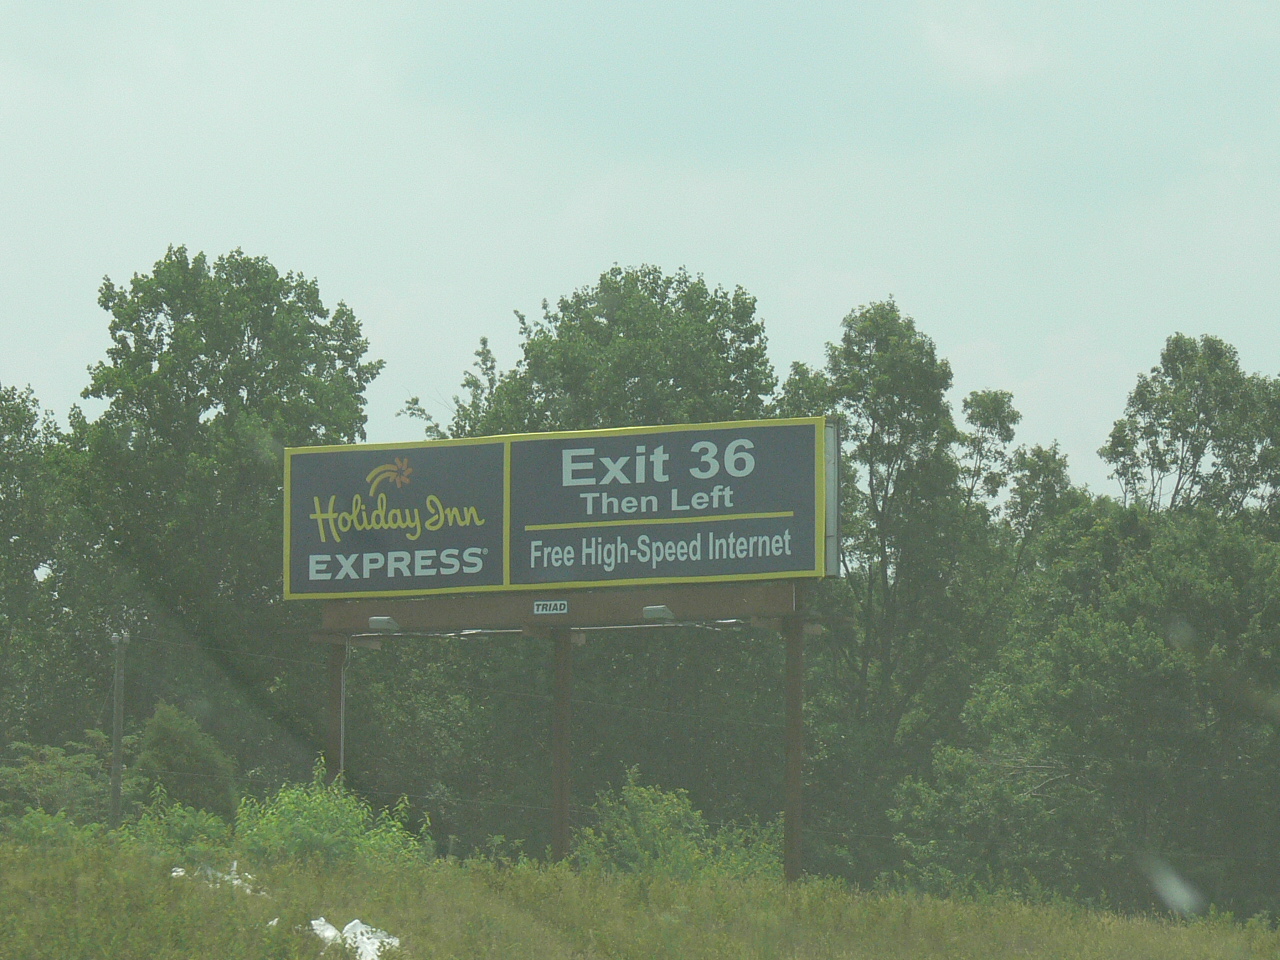 Holiday Inn
EXPRESS®
Exit 36
Then Left
Free High-Speed Internet
TRIAD